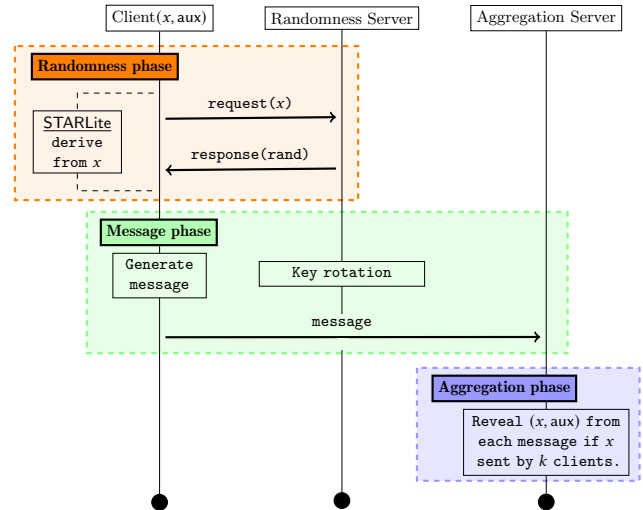 Client(x, aux)
Randomness Server
Aggregation Server
Randomness phase
request(x)
STARLite
derive
from x
response(rand)
Message phase
Generate
message
Key rotation
message
Aggregation phase
Reveal (x, aux) from
each message if x
sent by k clients.